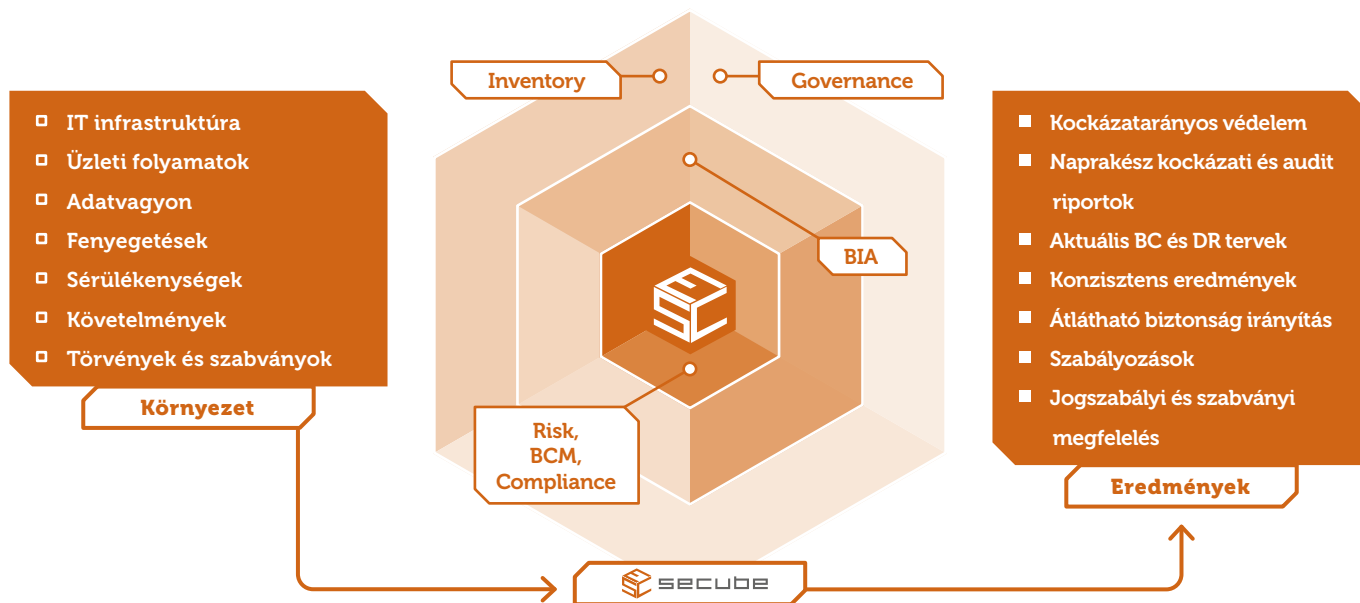 IT infrastruktúra
Üzleti folyamatok
Adatvagyon
Fenyegetések
Sérülékenységek
Követelmények
Törvények és szabványok
Környezet
Inventory
Governance
BIA
Risk,
BCM,
Compliance
secube
Kockázatarányos védelem
Naprakész kockázati és audit
riportok
Aktuális BC és DR tervek
Konzisztens eredmények
Átlátható biztonság irányítás
Szabályozások
Jogszabályi és szabványi
megfelelés
Eredmények